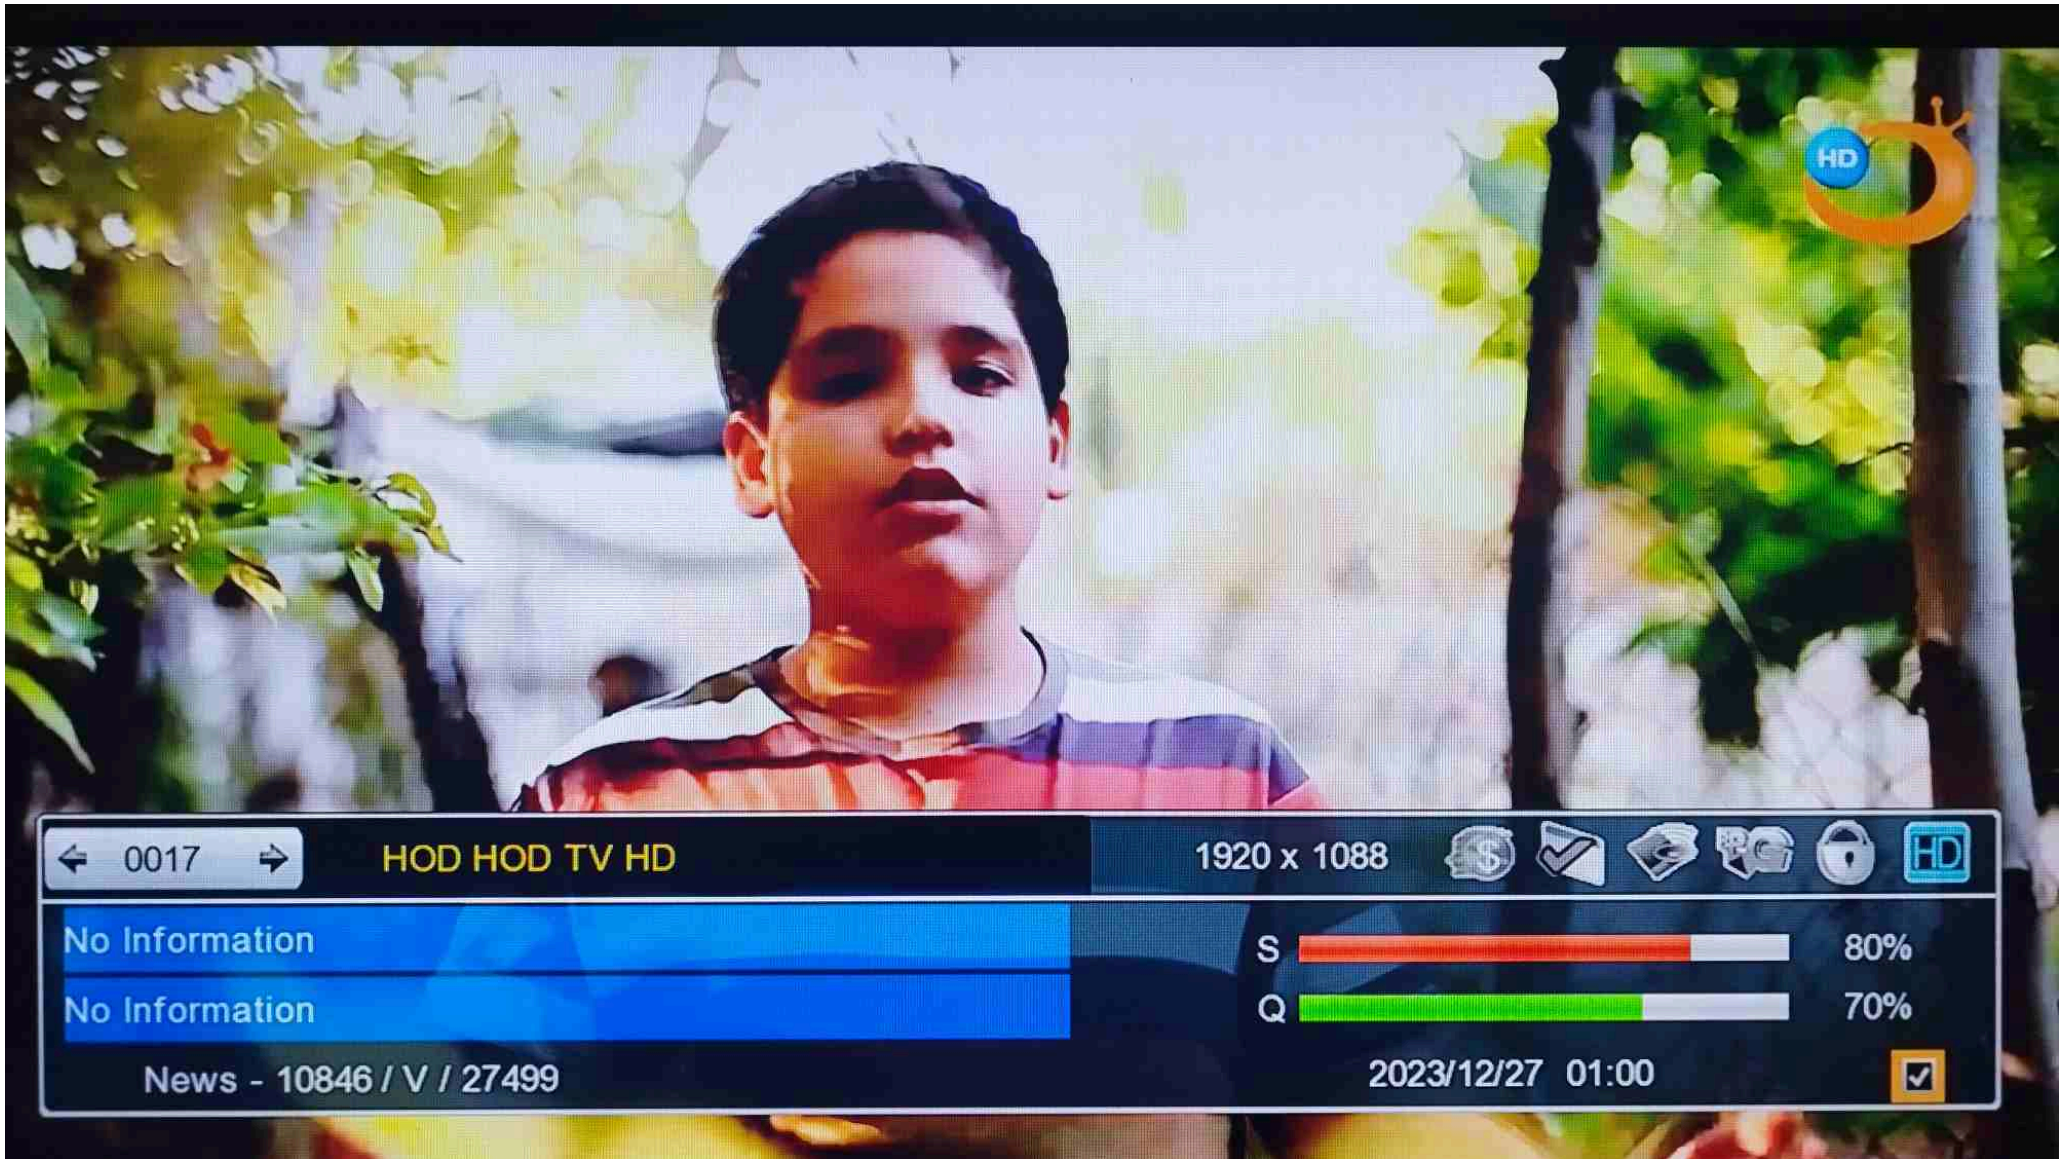 HD
0017
HOD HOD TV HD
1920 x 1088
$
HD
No Information
S
80%
No Information
Q
70%
News - 10846 / V / 27499
2023/12/27 01:00